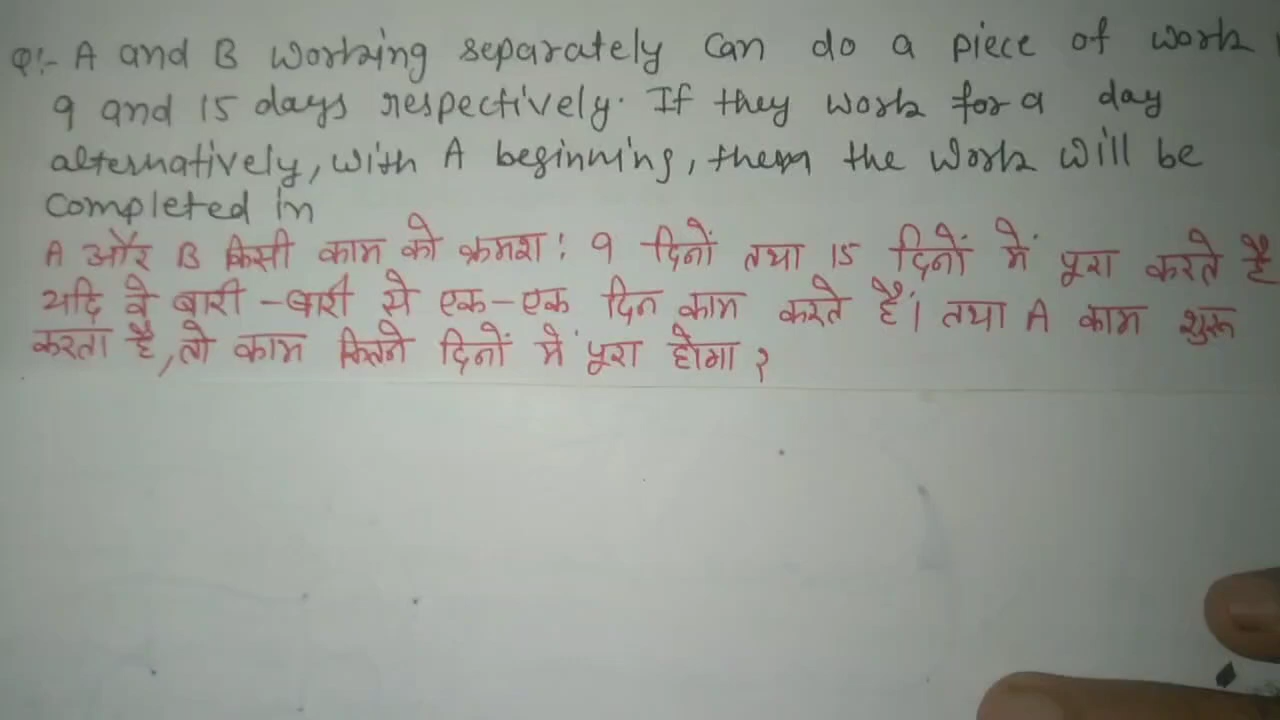 Q:- A and B working separately can do a piece of work
9 and 15 days respectively. If they work for a day
alternatively, with A beginning, them the work will be
completed in
A और B किसी काम को क्रमश: 9 दिनों तथा 15 दिनों में पूरा करते है
यदि वे बारी-बारी से एक-एक दिन काम करते हैं। तथा A काम शुरू
करता है, तो काम कितने दिनों में पूरा होगा ?